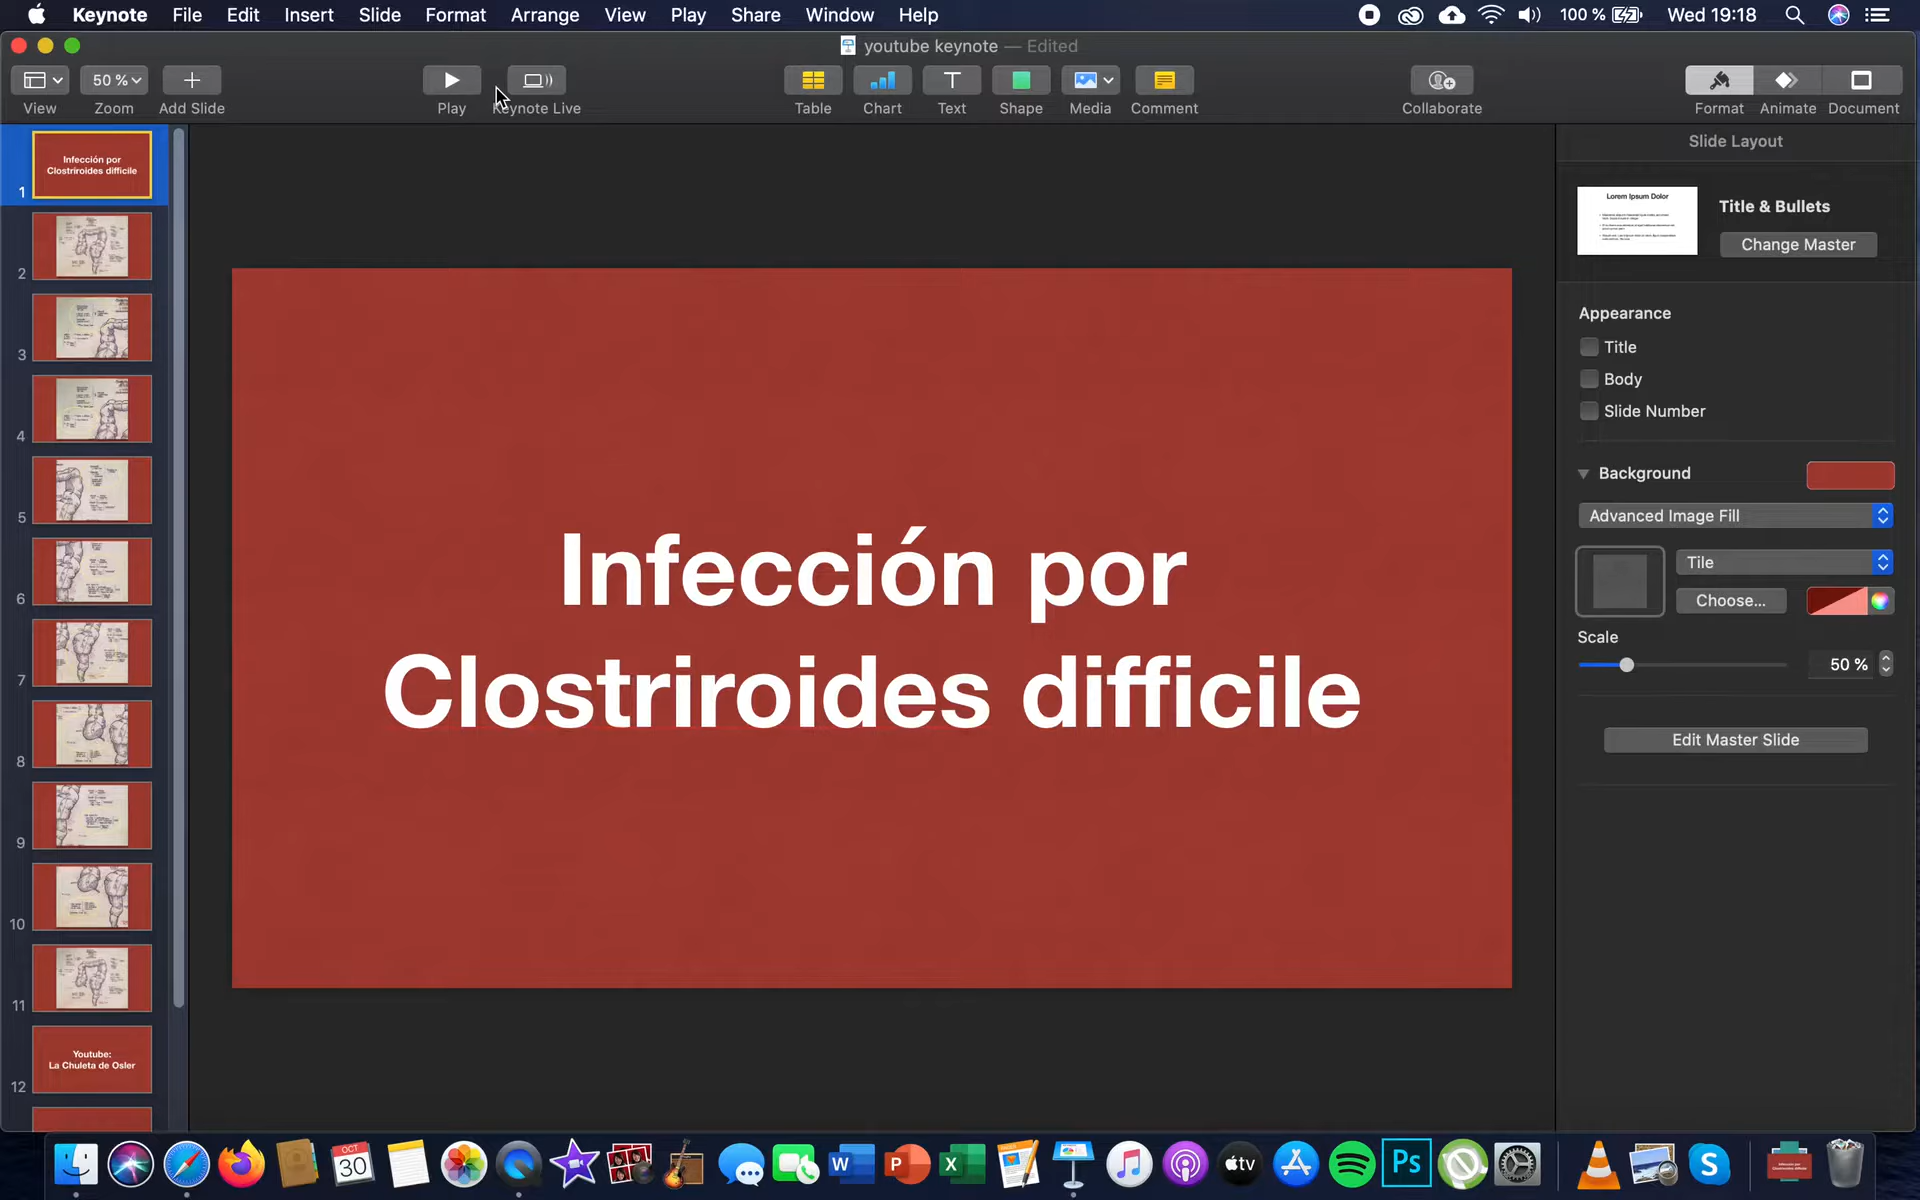 Keynote File Edit Insert Slide Format Arrange View Play Share Window Help 100 % Wed 19:18
youtube keynote — Edited
50 %
View Zoom Add Slide Play Keynote Live Table Chart Text Shape Media Comment Collaborate Format Animate Document
Slide Layout
Infección por
Clostriroides difficile
1
2
3
4
5
6
7
8
9
10
11
Youtube:
La Chuleta de Osler
12
Infección por
Clostriroides difficile
Lorem Ipsum Dolor
Title & Bullets
Change Master
Appearance
Title
Body
Slide Number
Background
Advanced Image Fill
Tile
Choose...
Scale
50 %
Edit Master Slide
OCT
30
W
P
X
tv
Ps
S